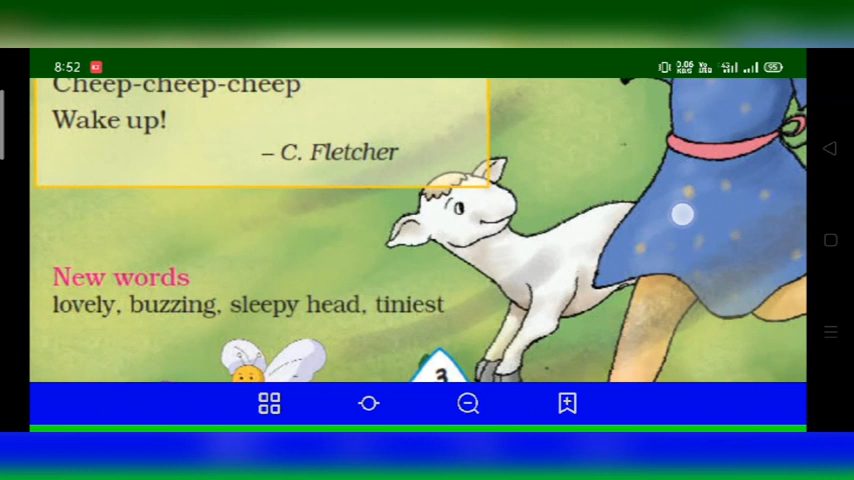 8:52
Cheep-cheep-cheep
Wake up!
– C. Fletcher
New words
lovely, buzzing, sleepy head, tiniest
3